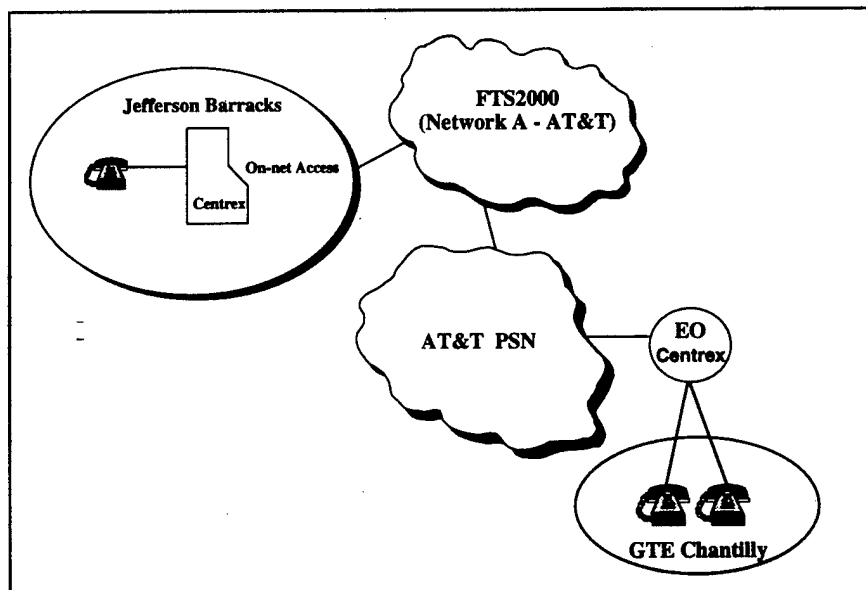 Jefferson Barracks
On-net Access
Centrex
FTS2000
(Network A - AT&T)
AT&T PSN
EO
Centrex
GTE Chantilly